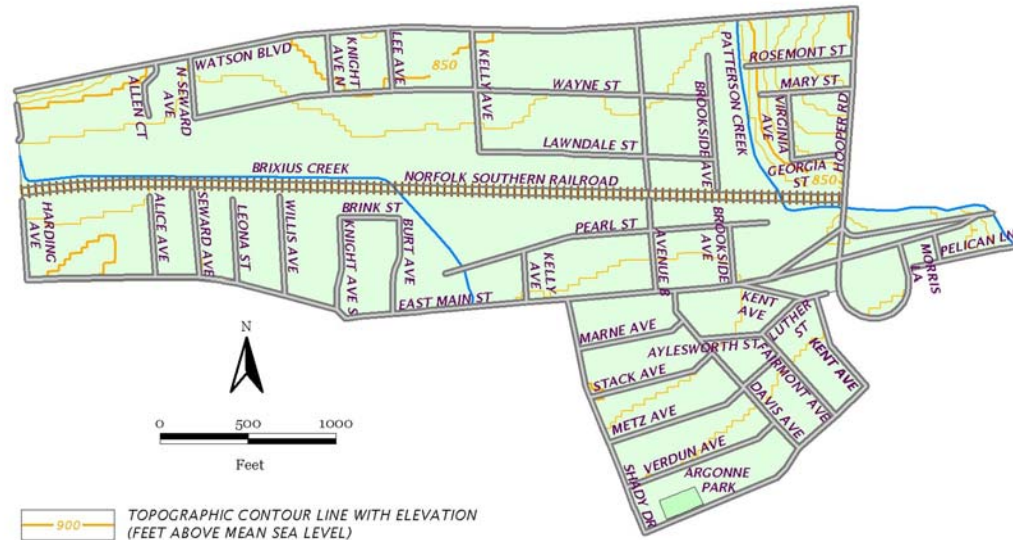 WATSON BLVD
ALLEN CT
N SEWARD
AVE
KNIGHT
AVE N
LEE AVE
850
KELLY AVE
WAYNE ST
BROOKSIDE AVE
PATTERSON CREEK
ROSEMONT ST
MARY ST
VIRGINIA
AVE
HOOPER RD
GEORGIA
ST
850
LAWNDALE ST
BRIXIUS CREEK
NORFOLK SOUTHERN RAILROAD
HARDING
AVE
ALICE AVE
SEWARD AVE
LEONA ST
WILLIS AVE
BRINK ST
KNIGHT AVE S
BURT AVE
PEARL ST
KELLY
AVE
AVENUE B
BROOKSIDE
AVE
EAST MAIN ST
PELICAN LN
MORRIS
LA
KENT
AVE
LUTHER
ST
KENT AVE
MARNE AVE
AYLESWORTH ST
FAIRMONT AVE
STACK AVE
DAVIS AVE
METZ AVE
VERDUN AVE
SHADY DR
ARGONNE
PARK
N
0 500 1000
Feet
900
TOPOGRAPHIC CONTOUR LINE WITH ELEVATION
(FEET ABOVE MEAN SEA LEVEL)